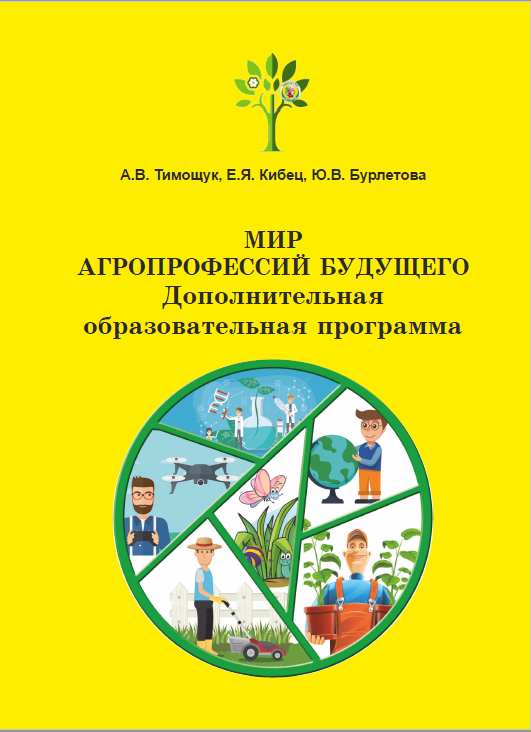 А.В. Тимощук, Е.Я. Кибец, Ю.В. Бурлетова
МИР
АГРОПРОФЕССИЙ БУДУЩЕГО
Дополнительная
образовательная программа